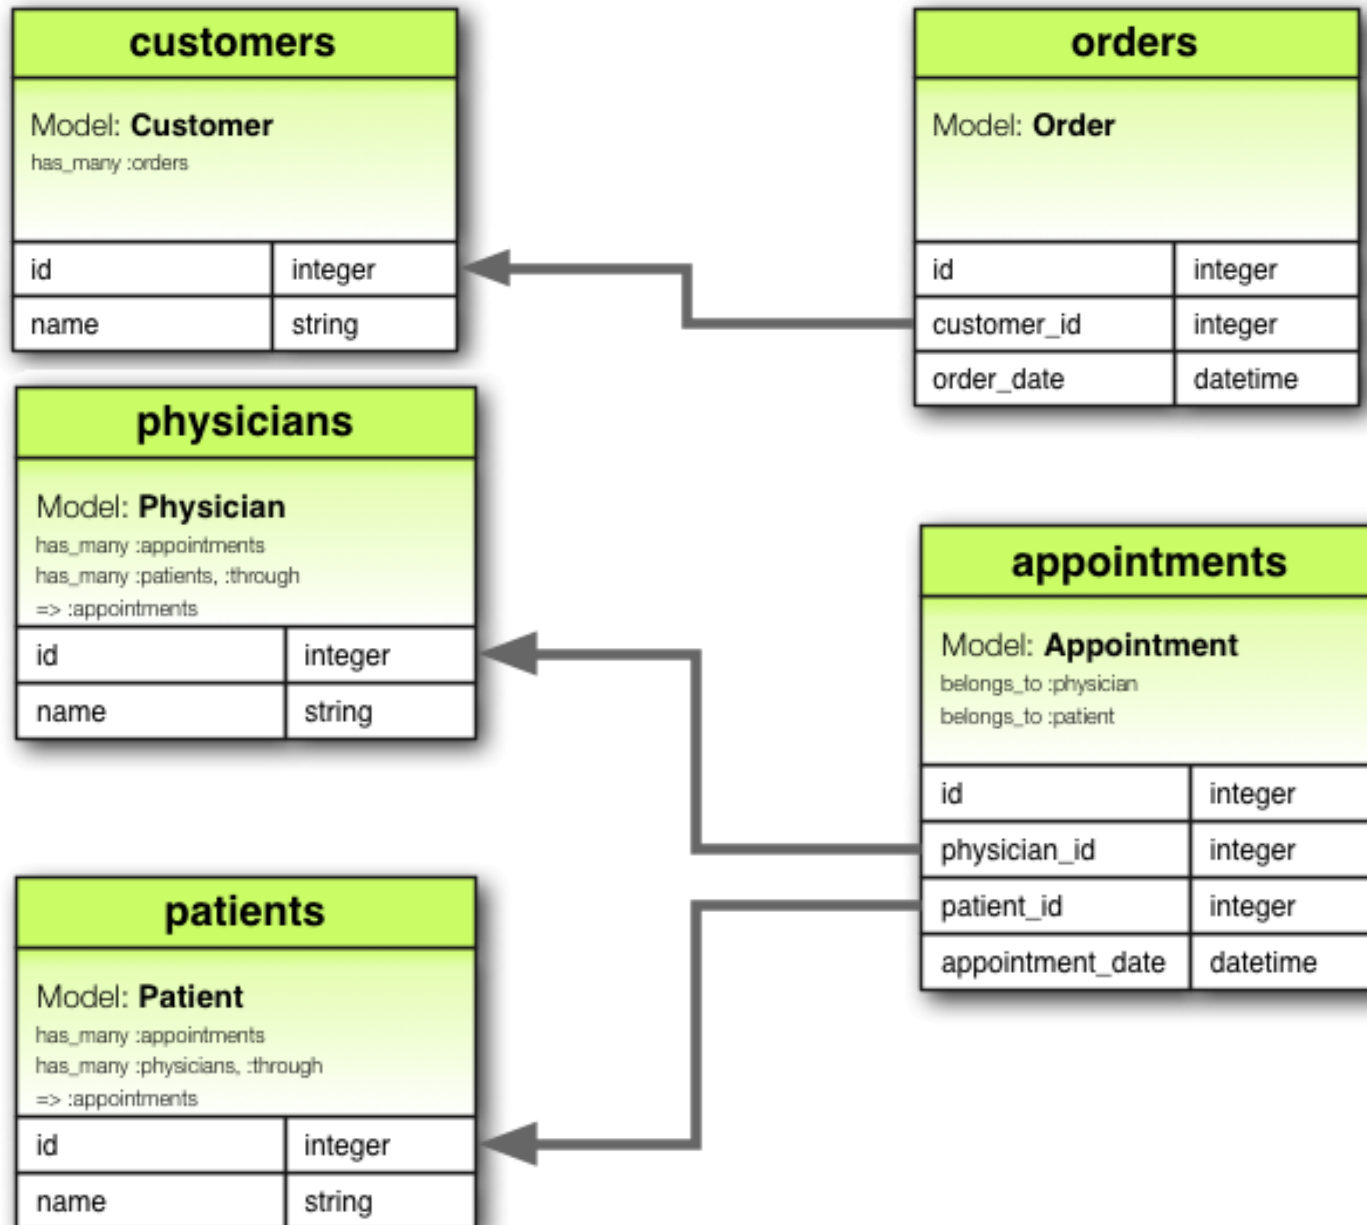 customers
Model: Customer
has_many :orders
id integer
name string
orders
Model: Order
id integer
customer_id integer
order_date datetime
physicians
Model: Physician
has_many :appointments
has_many :patients, :through
=> :appointments
id integer
name string
appointments
Model: Appointment
belongs_to :physician
belongs_to :patient
id integer
physician_id integer
patient_id integer
appointment_date datetime
patients
Model: Patient
has_many :appointments
has_many :physicians, :through
=> :appointments
id integer
name string